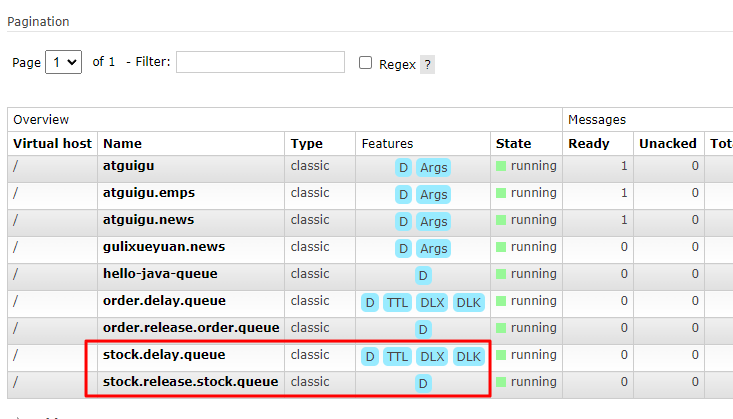 Pagination
Page 1 of 1 - Filter: Regex ?
Overview Messages
Virtual host Name Type Features State Ready Unacked Tot
/ atguigu classic D Args running 1 0
/ atguigu.emps classic D Args running 1 0
/ atguigu.news classic D Args running 1 0
/ gulixueyuan.news classic D Args running 0 0
/ hello-java-queue classic D running 0 0
/ order.delay.queue classic D TTL DLX DLK running 0 0
/ order.release.order.queue classic D running 0 0
/ stock.delay.queue classic D TTL DLX DLK running 0 0
/ stock.release.stock.queue classic D running 0 0